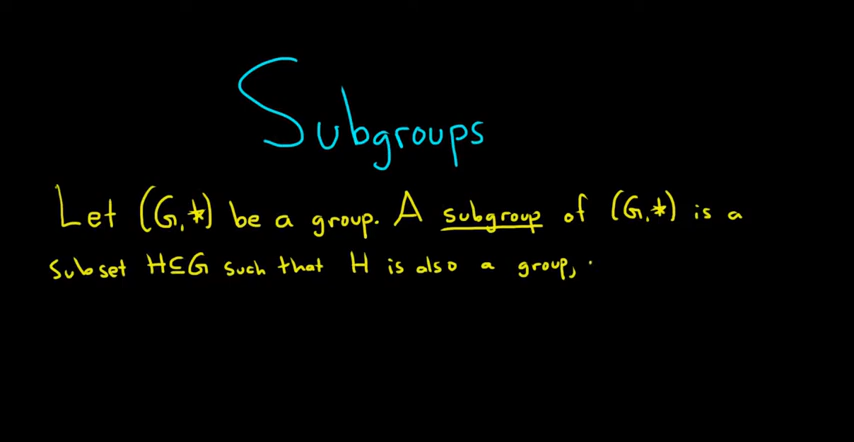 Subgroups
Let (G,*) be a group. A subgroup of (G,*) is a
subset H⊆G such that H is also a group,